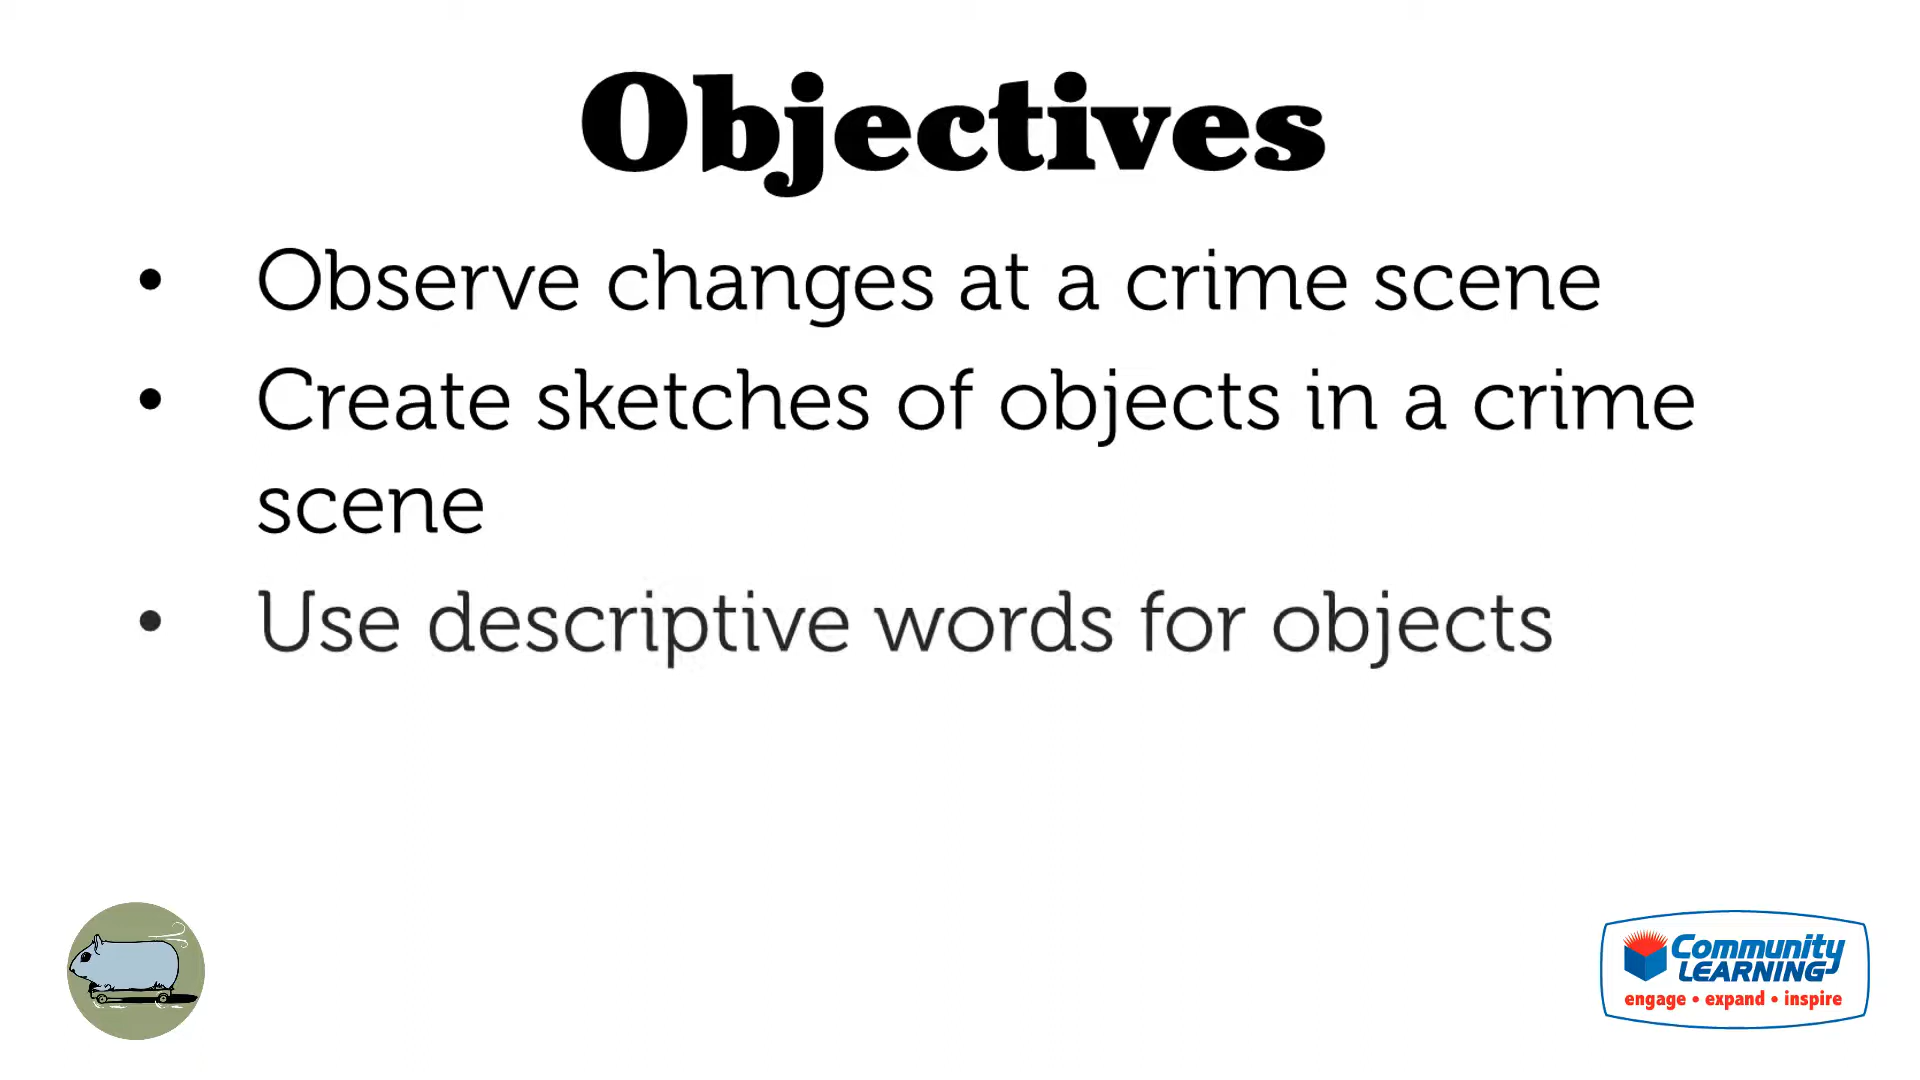 Objectives
• Observe changes at a crime scene
• Create sketches of objects in a crime
scene
• Use descriptive words for objects
Community
LEARNING
engage • expand • inspire